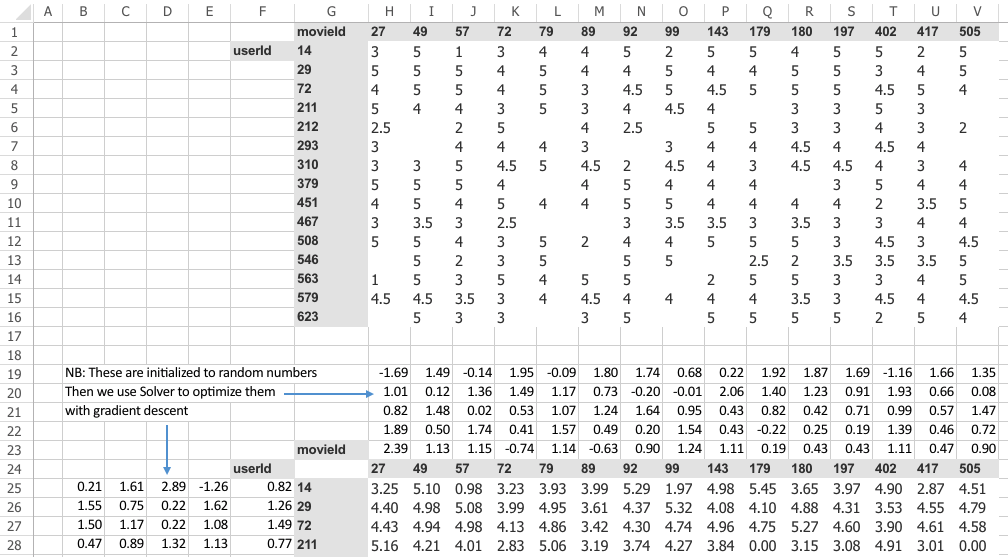 A B C D E F G H I J K L M N O P Q R S T U V
1 movieId 27 49 57 72 79 89 92 99 143 179 180 197 402 417 505
2 userId 14 3 5 1 3 4 4 5 2 5 5 4 5 5 2 5
3 29 5 5 5 4 5 4 4 5 4 4 5 5 3 4 5
4 72 4 5 5 4 5 3 4.5 5 4.5 5 5 5 4.5 5 4
5 211 5 4 4 3 5 3 4 4.5 4 3 3 5 3
6 212 2.5 2 5 4 2.5 5 5 3 3 4 3 2
7 293 3 4 4 4 3 3 4 4 4.5 4 4.5 4
8 310 3 3 5 4.5 5 4.5 2 4.5 4 3 4.5 4.5 4 3 4
9 379 5 5 5 4 4 5 4 4 4 3 5 4 4
10 451 4 5 4 5 4 4 5 5 4 4 4 4 2 3.5 5
11 467 3 3.5 3 2.5 3 3.5 3.5 3 3.5 3 3 4 4
12 508 5 5 4 3 5 2 4 4 5 5 5 3 4.5 3 4.5
13 546 5 2 3 5 5 5 2.5 2 3.5 3.5 3.5 5
14 563 1 5 3 5 4 5 5 2 5 5 3 3 4 5
15 579 4.5 4.5 3.5 3 4 4.5 4 4 4 4 3.5 3 4.5 4 4.5
16 623 5 3 3 3 5 5 5 5 5 2 5 4
17
18
19 NB: These are initialized to random numbers -1.69 1.49 -0.14 1.95 -0.09 1.80 1.74 0.68 0.22 1.92 1.87 1.69 -1.16 1.66 1.35
20 Then we use Solver to optimize them 1.01 0.12 1.36 1.49 1.17 0.73 -0.20 -0.01 2.06 1.40 1.23 0.91 1.93 0.66 0.08
21 with gradient descent 0.82 1.48 0.02 0.53 1.07 1.24 1.64 0.95 0.43 0.82 0.42 0.71 0.99 0.57 1.47
22 1.89 0.50 1.74 0.41 1.57 0.49 0.20 1.54 0.43 -0.22 0.25 0.19 1.39 0.46 0.72
23 movieId 2.39 1.13 1.15 -0.74 1.14 -0.63 0.90 1.24 1.11 0.19 0.43 0.43 1.11 0.47 0.90
24 userId 27 49 57 72 79 89 92 99 143 179 180 197 402 417 505
25 0.21 1.61 2.89 -1.26 0.82 14 3.25 5.10 0.98 3.23 3.93 3.99 5.29 1.97 4.98 5.45 3.65 3.97 4.90 2.87 4.51
26 1.55 0.75 0.22 1.62 1.26 29 4.40 4.98 5.08 3.99 4.95 3.61 4.37 5.32 4.08 4.10 4.88 4.31 3.53 4.55 4.79
27 1.50 1.17 0.22 1.08 1.49 72 4.43 4.94 4.98 4.13 4.86 3.42 4.30 4.74 4.96 4.75 5.27 4.60 3.90 4.61 4.58
28 0.47 0.89 1.32 1.13 0.77 211 5.16 4.21 4.01 2.83 5.06 3.19 3.74 4.27 3.84 0.00 3.15 3.08 4.91 3.01 0.00